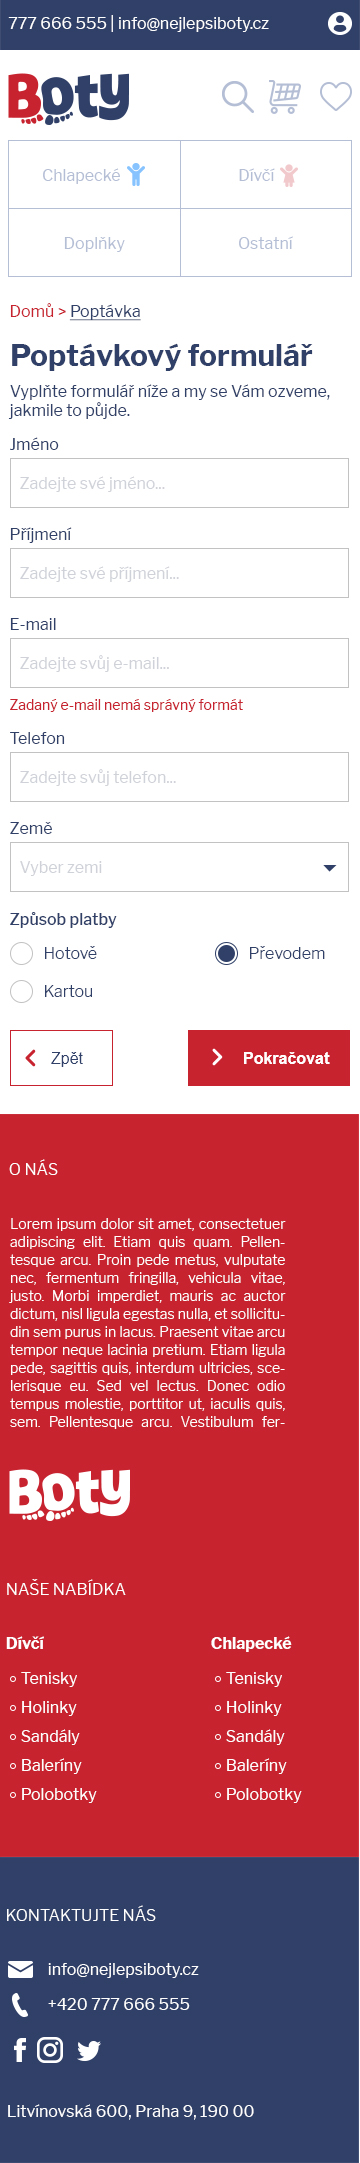 777 666 555 | info@nejlepsiboty.cz
Boty
Chlapecké
Dívčí
Doplňky
Ostatní
Domů > Poptávka
Poptávkový formulář
Vyplňte formulář níže a my se Vám ozveme,
jakmile to půjde.
Jméno
Zadejte své jméno...
Příjmení
Zadejte své příjmení...
E-mail
Zadejte svůj e-mail...
Zadaný e-mail nemá správný formát
Telefon
Zadejte svůj telefon...
Země
Vyber zemi
Způsob platby
Hotově
Převodem
Kartou
Zpět
Pokračovat
O NÁS
Lorem ipsum dolor sit amet, consectetuer
adipiscing elit. Etiam quis quam. Pellen-
tesque arcu. Proin pede metus, vulputate
nec, fermentum fringilla, vehicula vitae,
justo. Morbi imperdiet, mauris ac auctor
dictum, nisl ligula egestas nulla, et sollicitu-
din sem purus in lacus. Praesent vitae arcu
tempor neque lacinia pretium. Etiam ligula
pede, sagittis quis, interdum ultricies, sce-
lerisque eu. Sed vel lectus. Donec odio
tempus molestie, porttitor ut, iaculis quis,
sem. Pellentesque arcu. Vestibulum fer-
Boty
NAŠE NABÍDKA
Dívčí
Tenisky
Holinky
Sandály
Baleríny
Polobotky
Chlapecké
Tenisky
Holinky
Sandály
Baleríny
Polobotky
KONTAKTUJTE NÁS
info@nejlepsiboty.cz
+420 777 666 555
Litvínovská 600, Praha 9, 190 00